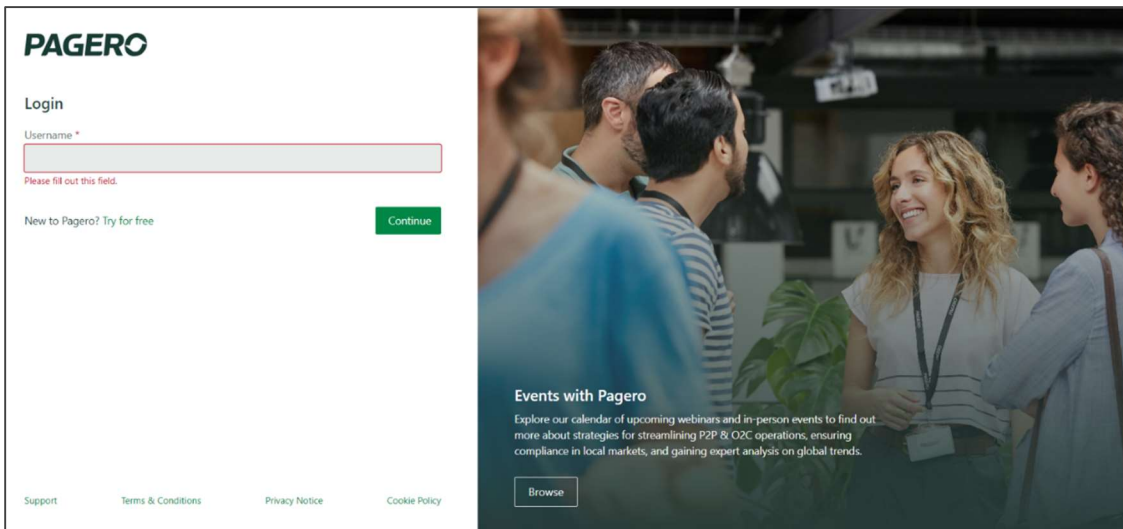 PAGERO
Login
Username *
Please fill out this field.
New to Pagero? Try for free
Continue
Support
Terms & Conditions
Privacy Notice
Cookie Policy
Events with Pagero
Explore our calendar of upcoming webinars and in-person events to find out
more about strategies for streamlining P2P & O2C operations, ensuring
compliance in local markets, and gaining expert analysis on global trends.
Browse